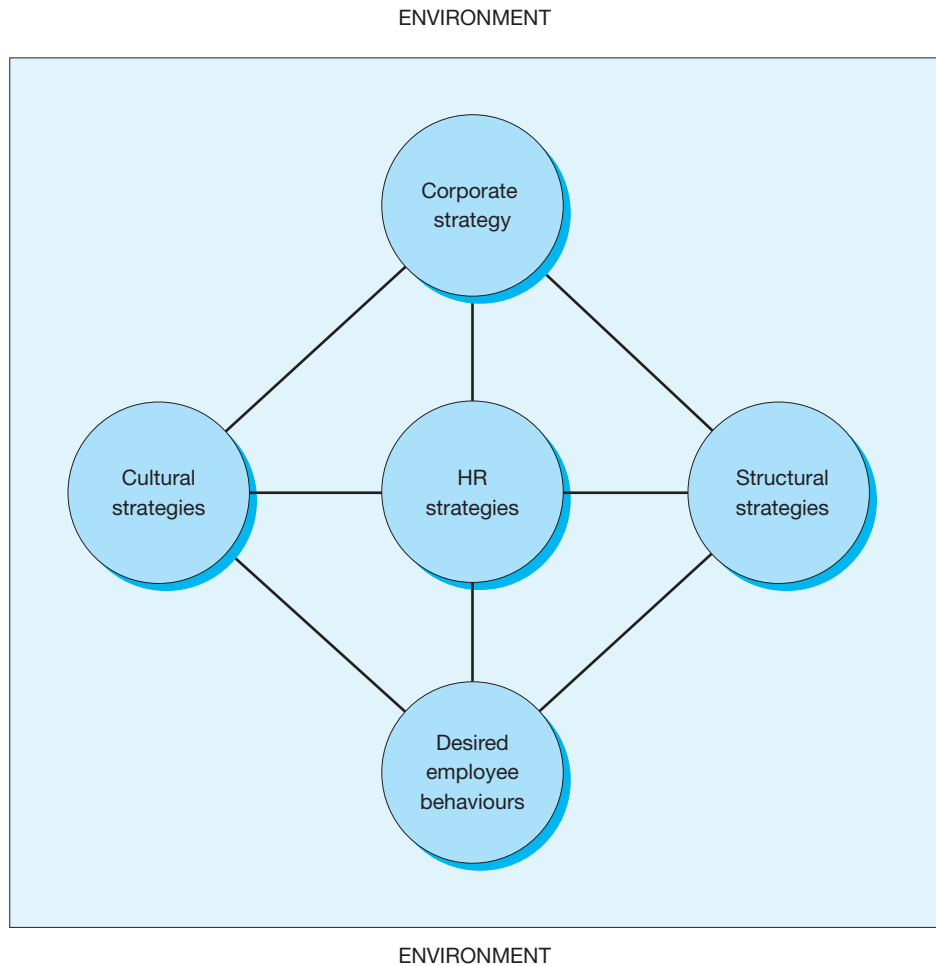 ENVIRONMENT
Corporate
strategy
Cultural
strategies
HR
strategies
Structural
strategies
Desired
employee
behaviours
ENVIRONMENT